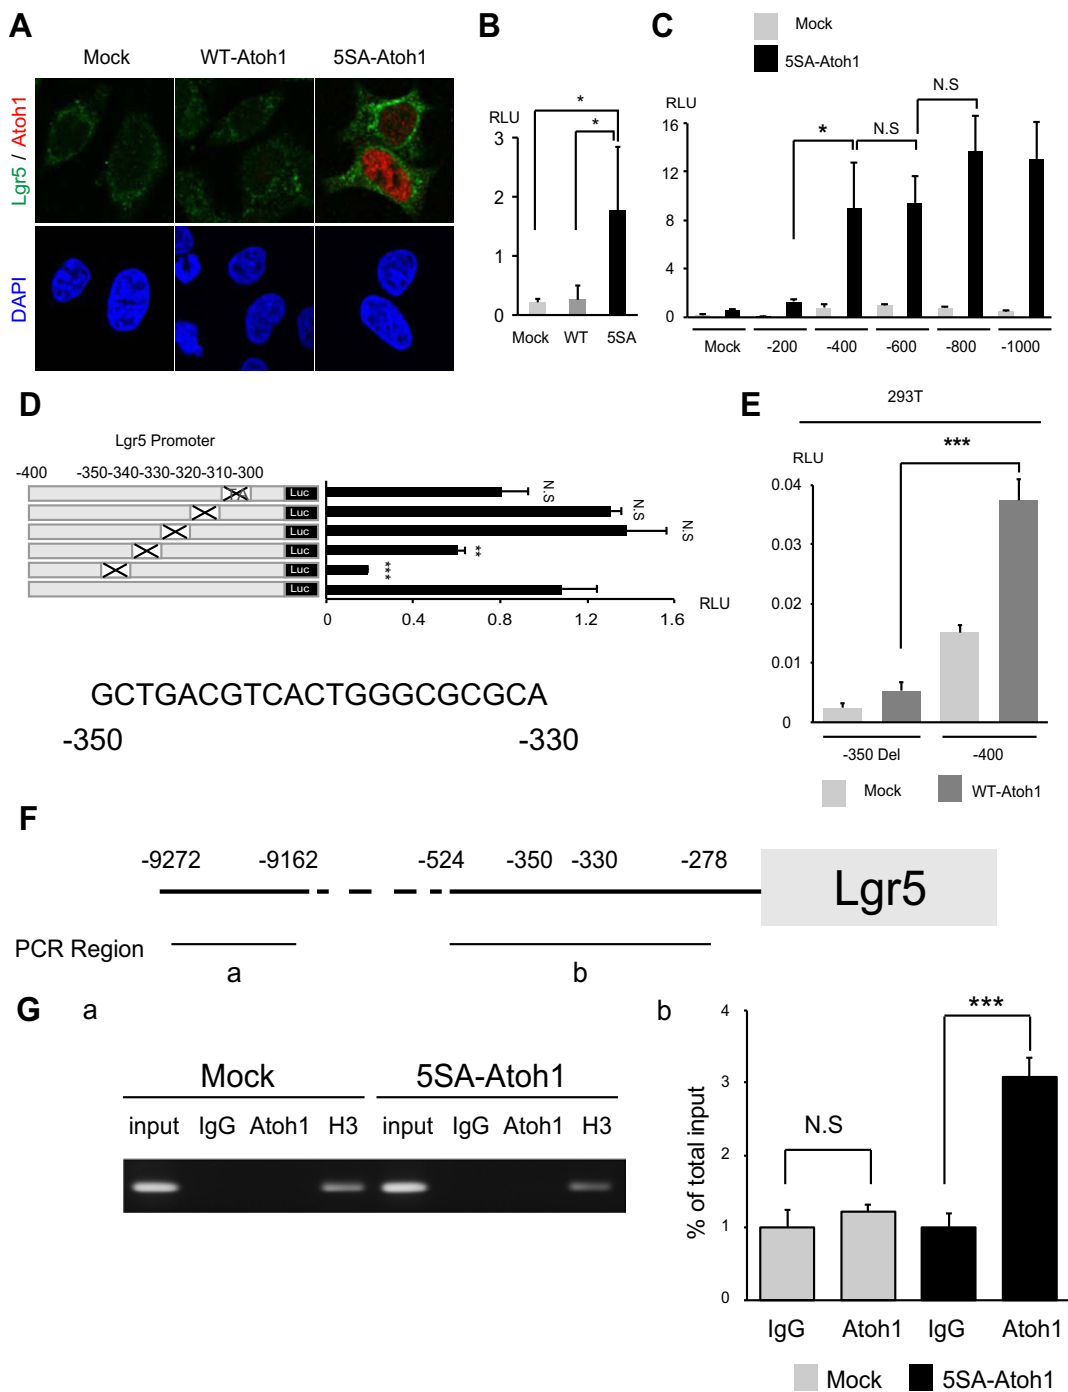 A
Mock WT-Atoh1 5SA-Atoh1
Lgr5 / Atoh1
DAPI
B
RLU
* *
3
2
1
0
Mock WT 5SA
C
Mock
5SA-Atoh1
RLU
* N.S N.S
16
12
8
4
0
Mock -200 -400 -600 -800 -1000
D
Lgr5 Promoter
-400 -350-340-330-320-310-300
Luc N.S
Luc N.S
Luc N.S
Luc **
Luc ***
Luc
0 0.4 0.8 1.2 1.6
RLU
GCTGACGTCACTGGGCGCGCA
-350 -330
E
293T
***
RLU
0.04
0.03
0.02
0.01
0
-350 Del -400
Mock WT-Atoh1
F
-9272 -9162 -524 -350 -330 -278
Lgr5
PCR Region
a b
G
a
Mock 5SA-Atoh1
input IgG Atoh1 H3 input IgG Atoh1 H3
b
% of total input
4
3
2
1
0
N.S ***
IgG Atoh1 IgG Atoh1
Mock 5SA-Atoh1